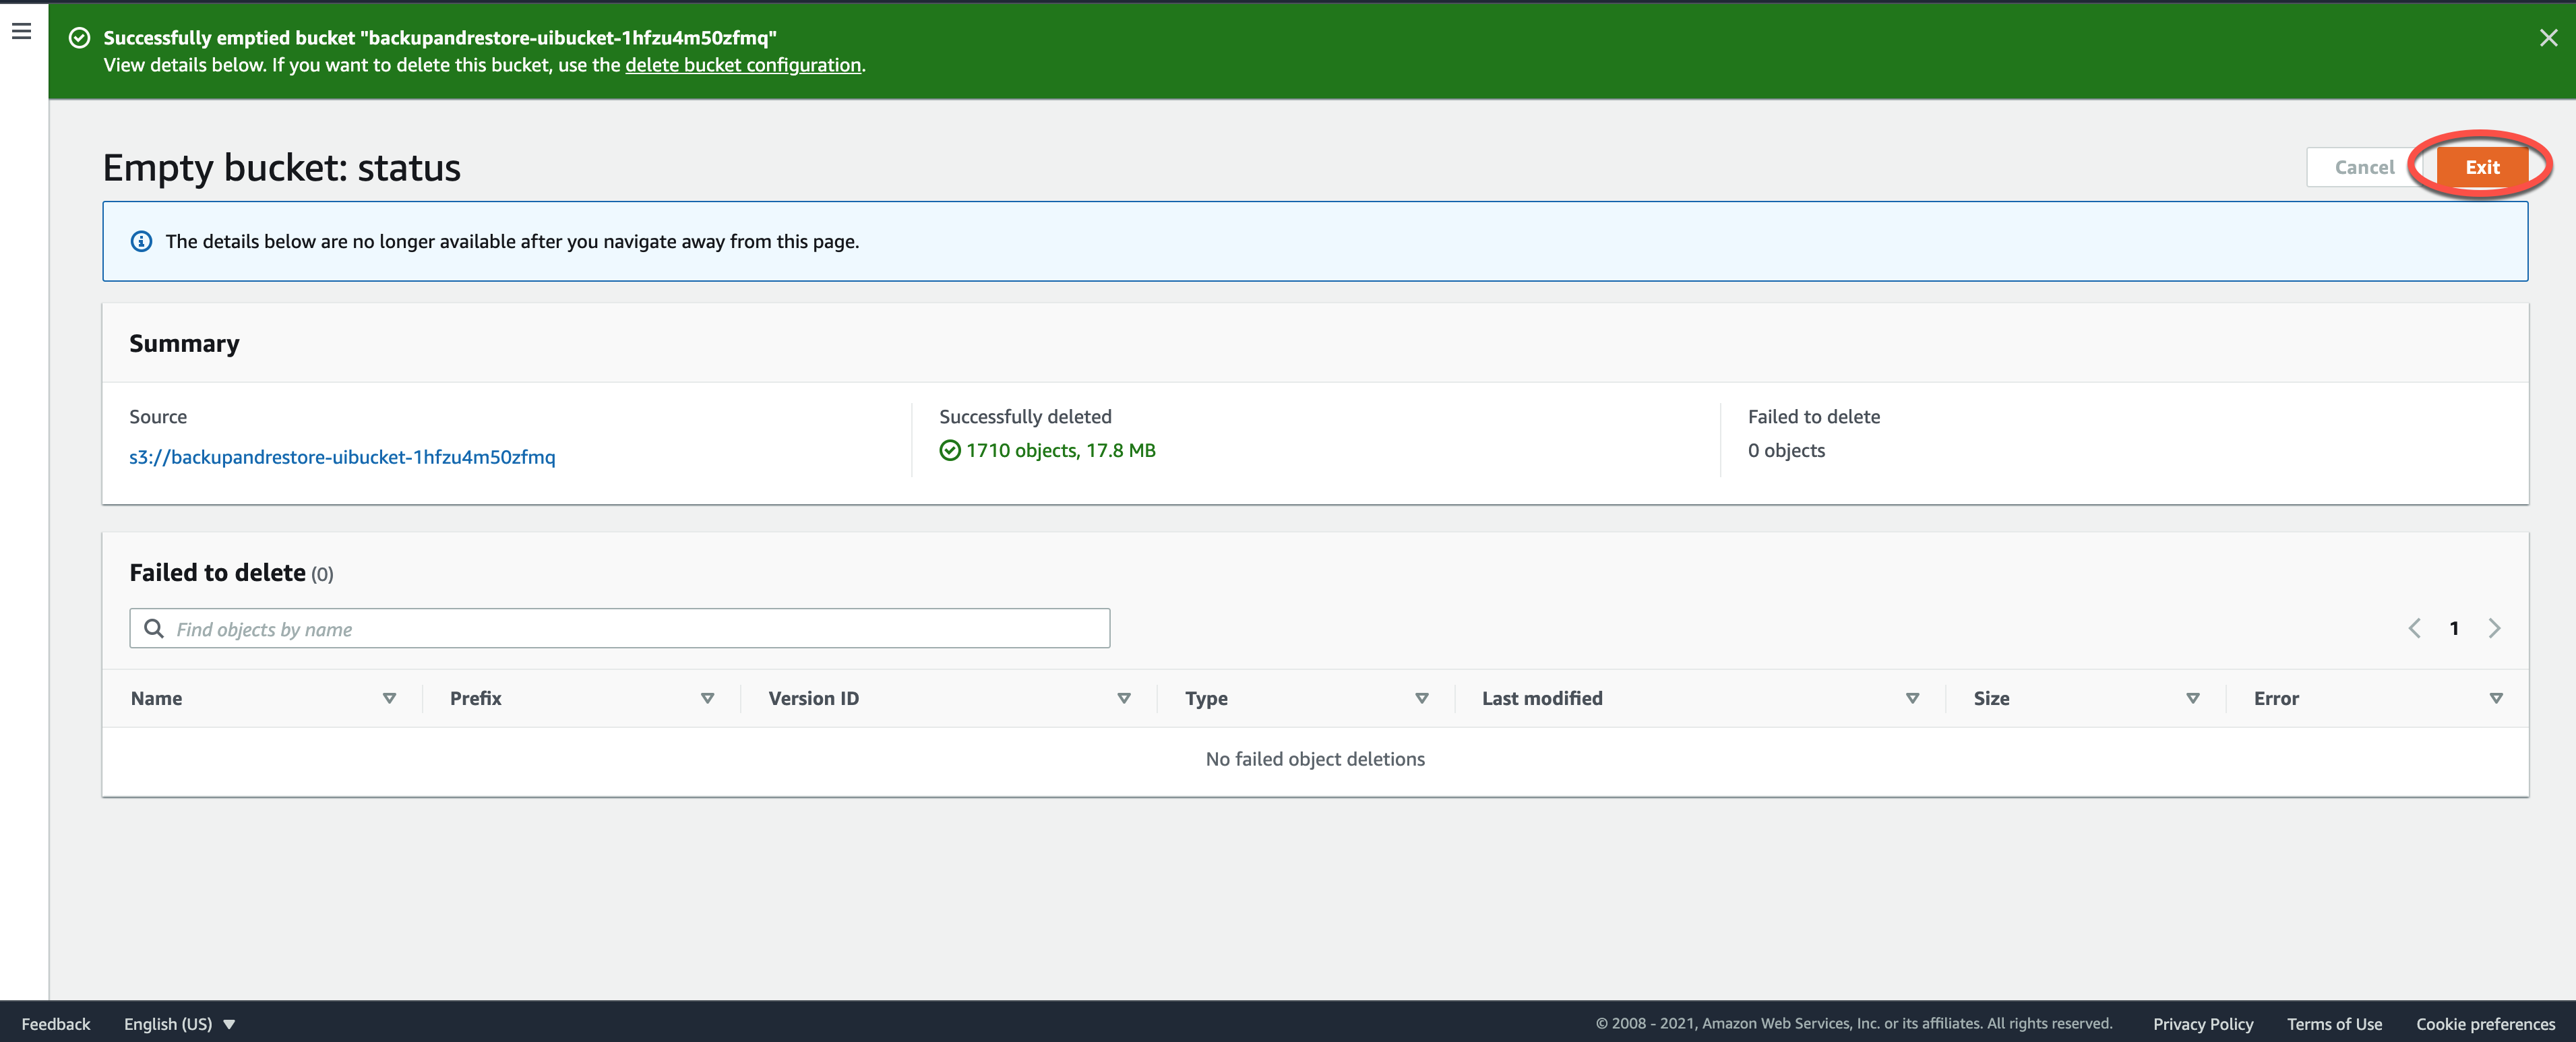 Successfully emptied bucket "backupandrestore-uibucket-1hfzu4m50zfmq"
View details below. If you want to delete this bucket, use the delete bucket configuration.
Empty bucket: status
Cancel
Exit
The details below are no longer available after you navigate away from this page.
Summary
Source
s3://backupandrestore-uibucket-1hfzu4m50zfmq
Successfully deleted
1710 objects, 17.8 MB
Failed to delete
0 objects
Failed to delete (0)
Find objects by name
1
Name Prefix Version ID Type Last modified Size Error
No failed object deletions
Feedback English (US) © 2008 - 2021, Amazon Web Services, Inc. or its affiliates. All rights reserved. Privacy Policy Terms of Use Cookie preferences